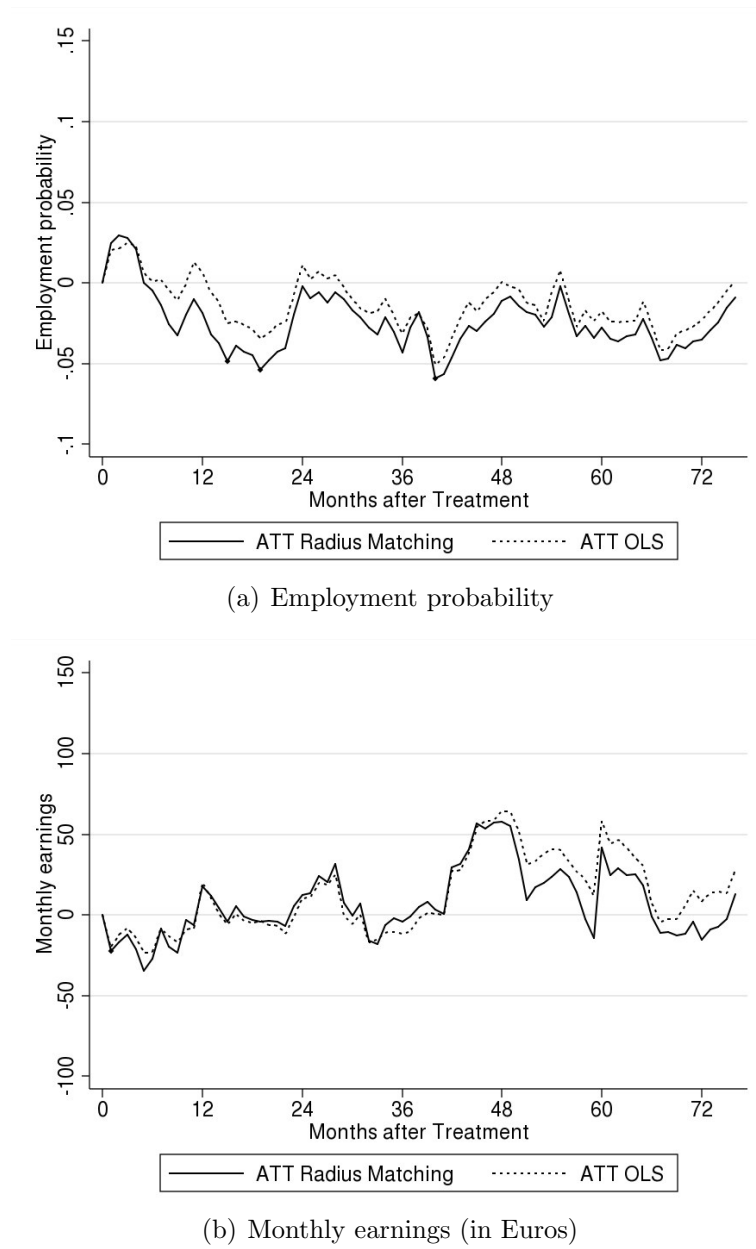 .15
.1
.05
0
-.05
-.1
Employment probability
0 12 24 36 48 60 72
Months after Treatment
ATT Radius Matching ATT OLS
(a) Employment probability
150
100
50
0
-50
-100
Monthly earnings
0 12 24 36 48 60 72
Months after Treatment
ATT Radius Matching ATT OLS
(b) Monthly earnings (in Euros)